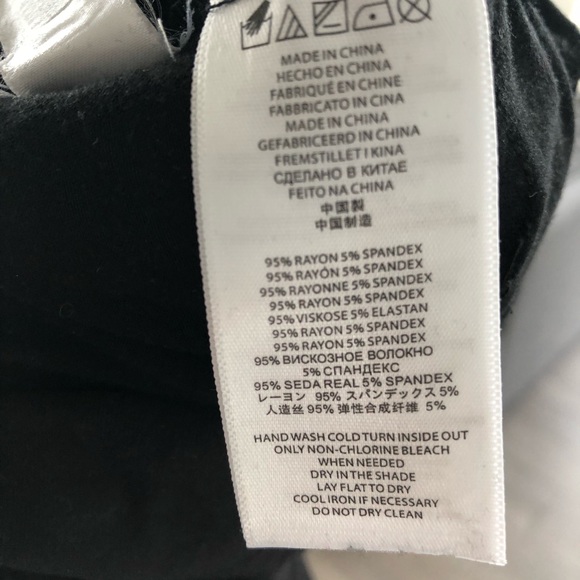 MADE IN CHINA
HECHO EN CHINA
FABRIQUÉ EN CHINE
FABBRICATO IN CINA
MADE IN CHINA
GEFABRICEERD IN CHINA
FREMSTILLET I KINA
СДЕЛАНО В КИТАЕ
FEITO NA CHINA
中国製
中国制造
95% RAYON 5% SPANDEX
95% RAYÓN 5% SPANDEX
95% RAYONNE 5% SPANDEX
95% RAYON 5% SPANDEX
95% VISKOSE 5% ELASTAN
95% RAYON 5% SPANDEX
95% RAYON 5% SPANDEX
95% ВИСКОЗНОЕ ВОЛОКНО
5% СПАНДЕКС
95% SEDA REAL 5% SPANDEX
レーヨン 95% スパンデックス 5%
人造丝 95% 弹性合成纤维 5%
HAND WASH COLD TURN INSIDE OUT
ONLY NON-CHLORINE BLEACH
WHEN NEEDED
DRY IN THE SHADE
LAY FLAT TO DRY
COOL IRON IF NECESSARY
DO NOT DRY CLEAN